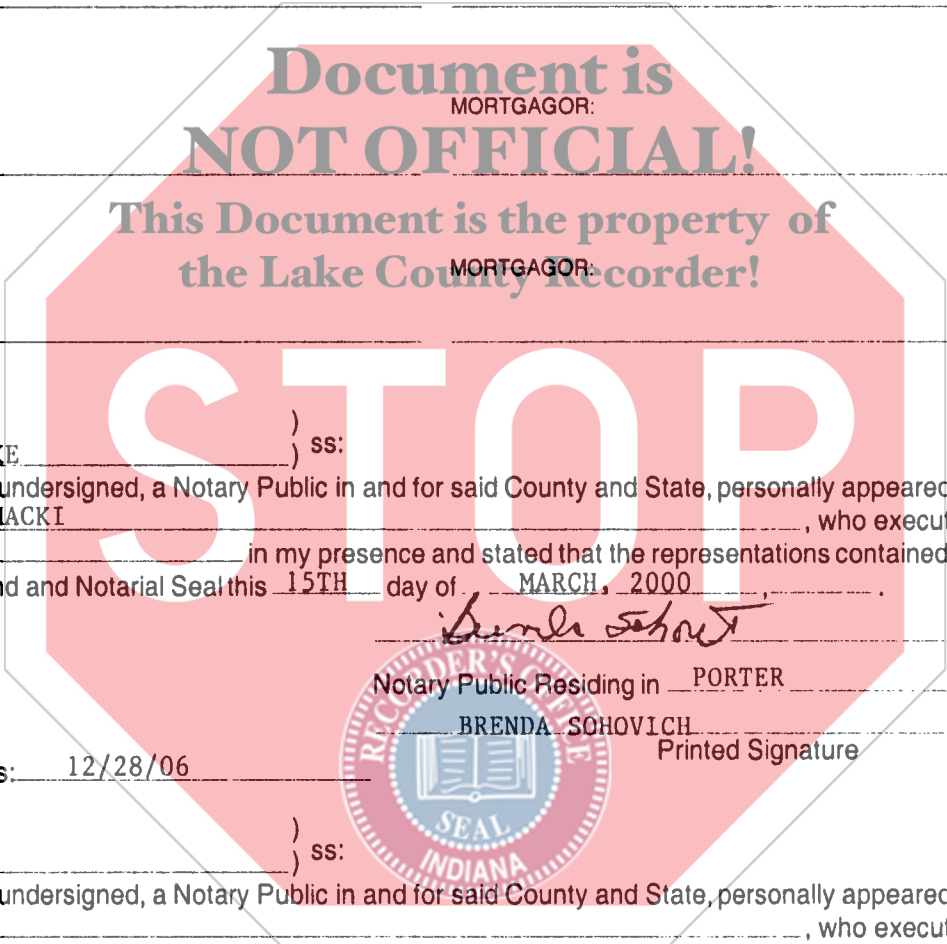 Document is
MORTGAGOR:
NOT OFFICIAL!
This Document is the property of
the Lake County Recorder!
MORTGAGOR:
STOP
)
KE ) ss:
undersigned, a Notary Public in and for said County and State, personally appeared
MACKI , who execut
in my presence and stated that the representations contained
nd and Notarial Seal this 15TH day of MARCH, 2000 , .
Notary Public Residing in PORTER
BRENDA SOHOVICH
Printed Signature
s: 12/28/06
RECORDER'S OFFICE
SEAL
INDIANA
)
) ss:
undersigned, a Notary Public in and for said County and State, personally appeared
, who execut